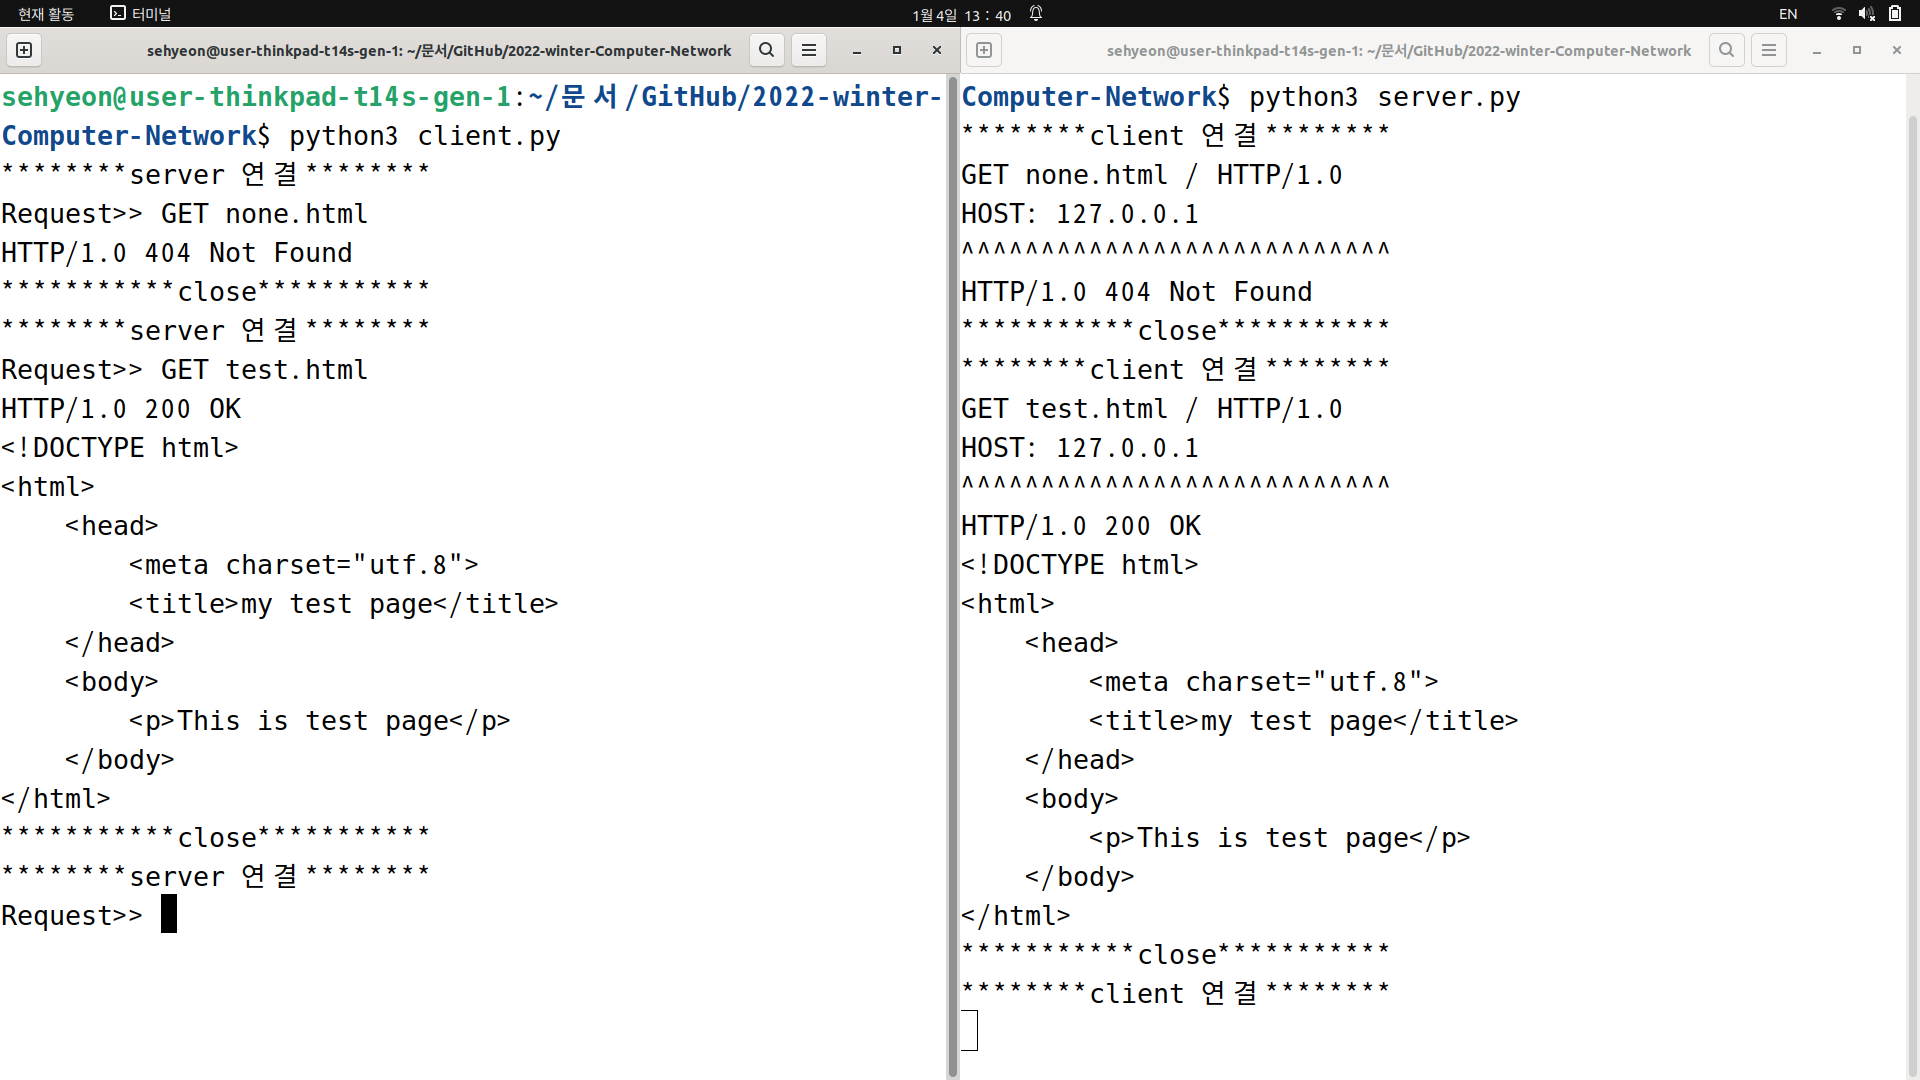 현재 활동
터미널
1월 4일 13 : 40
EN
sehyeon@user-thinkpad-t14s-gen-1: ~/문서/GitHub/2022-winter-Computer-Network
sehyeon@user-thinkpad-t14s-gen-1:~/문서/GitHub/2022-winter-
Computer-Network$ python3 client.py
********server 연결********
Request>> GET none.html
HTTP/1.0 404 Not Found
***********close***********
********server 연결********
Request>> GET test.html
HTTP/1.0 200 OK
<!DOCTYPE html>
<html>
    <head>
        <meta charset="utf.8">
        <title>my test page</title>
    </head>
    <body>
        <p>This is test page</p>
    </body>
</html>
***********close***********
********server 연결********
Request>>
sehyeon@user-thinkpad-t14s-gen-1: ~/문서/GitHub/2022-winter-Computer-Network
Computer-Network$ python3 server.py
********client 연결********
GET none.html / HTTP/1.0
HOST: 127.0.0.1
^^^^^^^^^^^^^^^^^^^^^^^^^^^
HTTP/1.0 404 Not Found
***********close***********
********client 연결********
GET test.html / HTTP/1.0
HOST: 127.0.0.1
^^^^^^^^^^^^^^^^^^^^^^^^^^^
HTTP/1.0 200 OK
<!DOCTYPE html>
<html>
    <head>
        <meta charset="utf.8">
        <title>my test page</title>
    </head>
    <body>
        <p>This is test page</p>
    </body>
</html>
***********close***********
********client 연결********